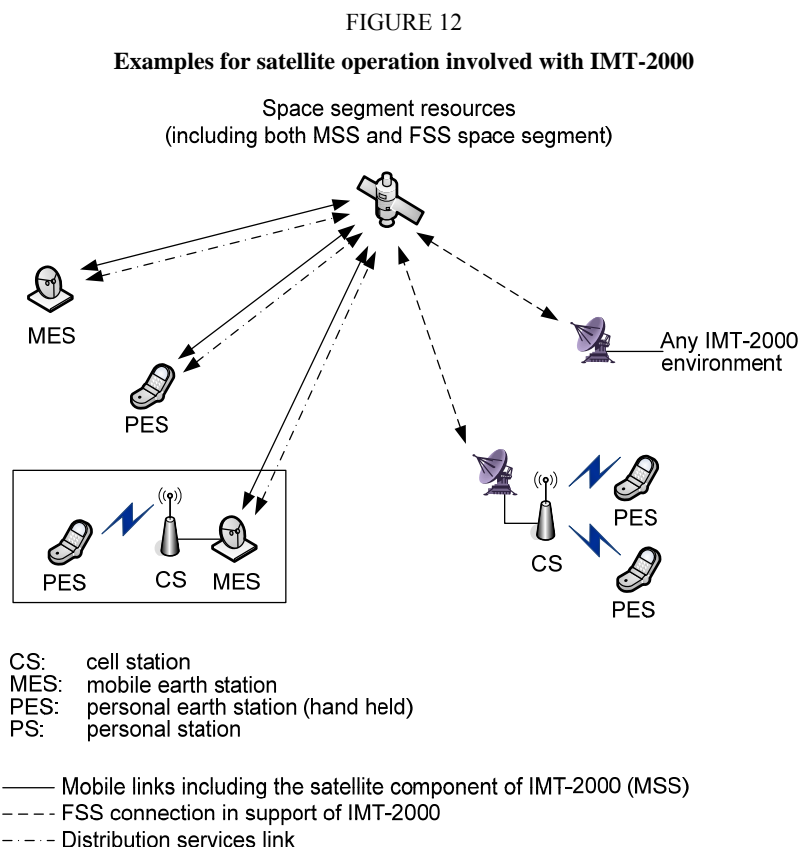 FIGURE 12
Examples for satellite operation involved with IMT-2000
Space segment resources
(including both MSS and FSS space segment)
MES
Any IMT-2000
environment
PES
PES
CS
MES
PES
CS
PES
CS: cell station
MES: mobile earth station
PES: personal earth station (hand held)
PS: personal station
Mobile links including the satellite component of IMT-2000 (MSS)
FSS connection in support of IMT-2000
Distribution services link